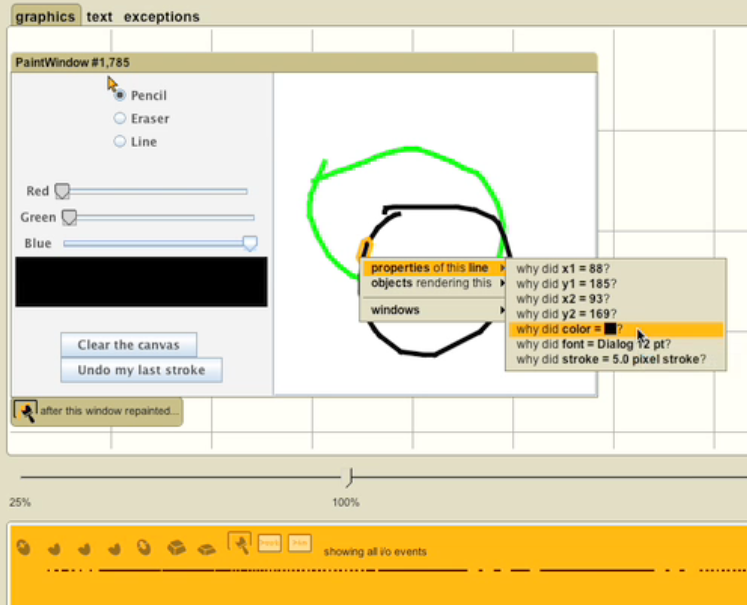 graphics text exceptions
PaintWindow #1,785
Pencil
Eraser
Line
Red
Green
Blue
properties of this line
objects rendering this
windows
why did x1 = 88?
why did y1 = 185?
why did x2 = 93?
why did y2 = 169?
why did color = ?
why did font = Dialog 12 pt?
why did stroke = 5.0 pixel stroke?
Clear the canvas
Undo my last stroke
after this window repainted...
25%
100%
showing all i/o events